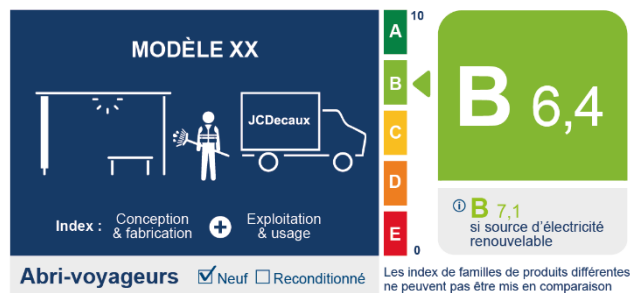 MODÈLE XX
JCDecaux
Index : Conception & fabrication + Exploitation & usage
Abri-voyageurs Neuf Reconditionné
10
A
B
C
D
E
0
B 6,4
B 7,1
si source d'électricité
renouvelable
Les index de familles de produits différentes
ne peuvent pas être mis en comparaison